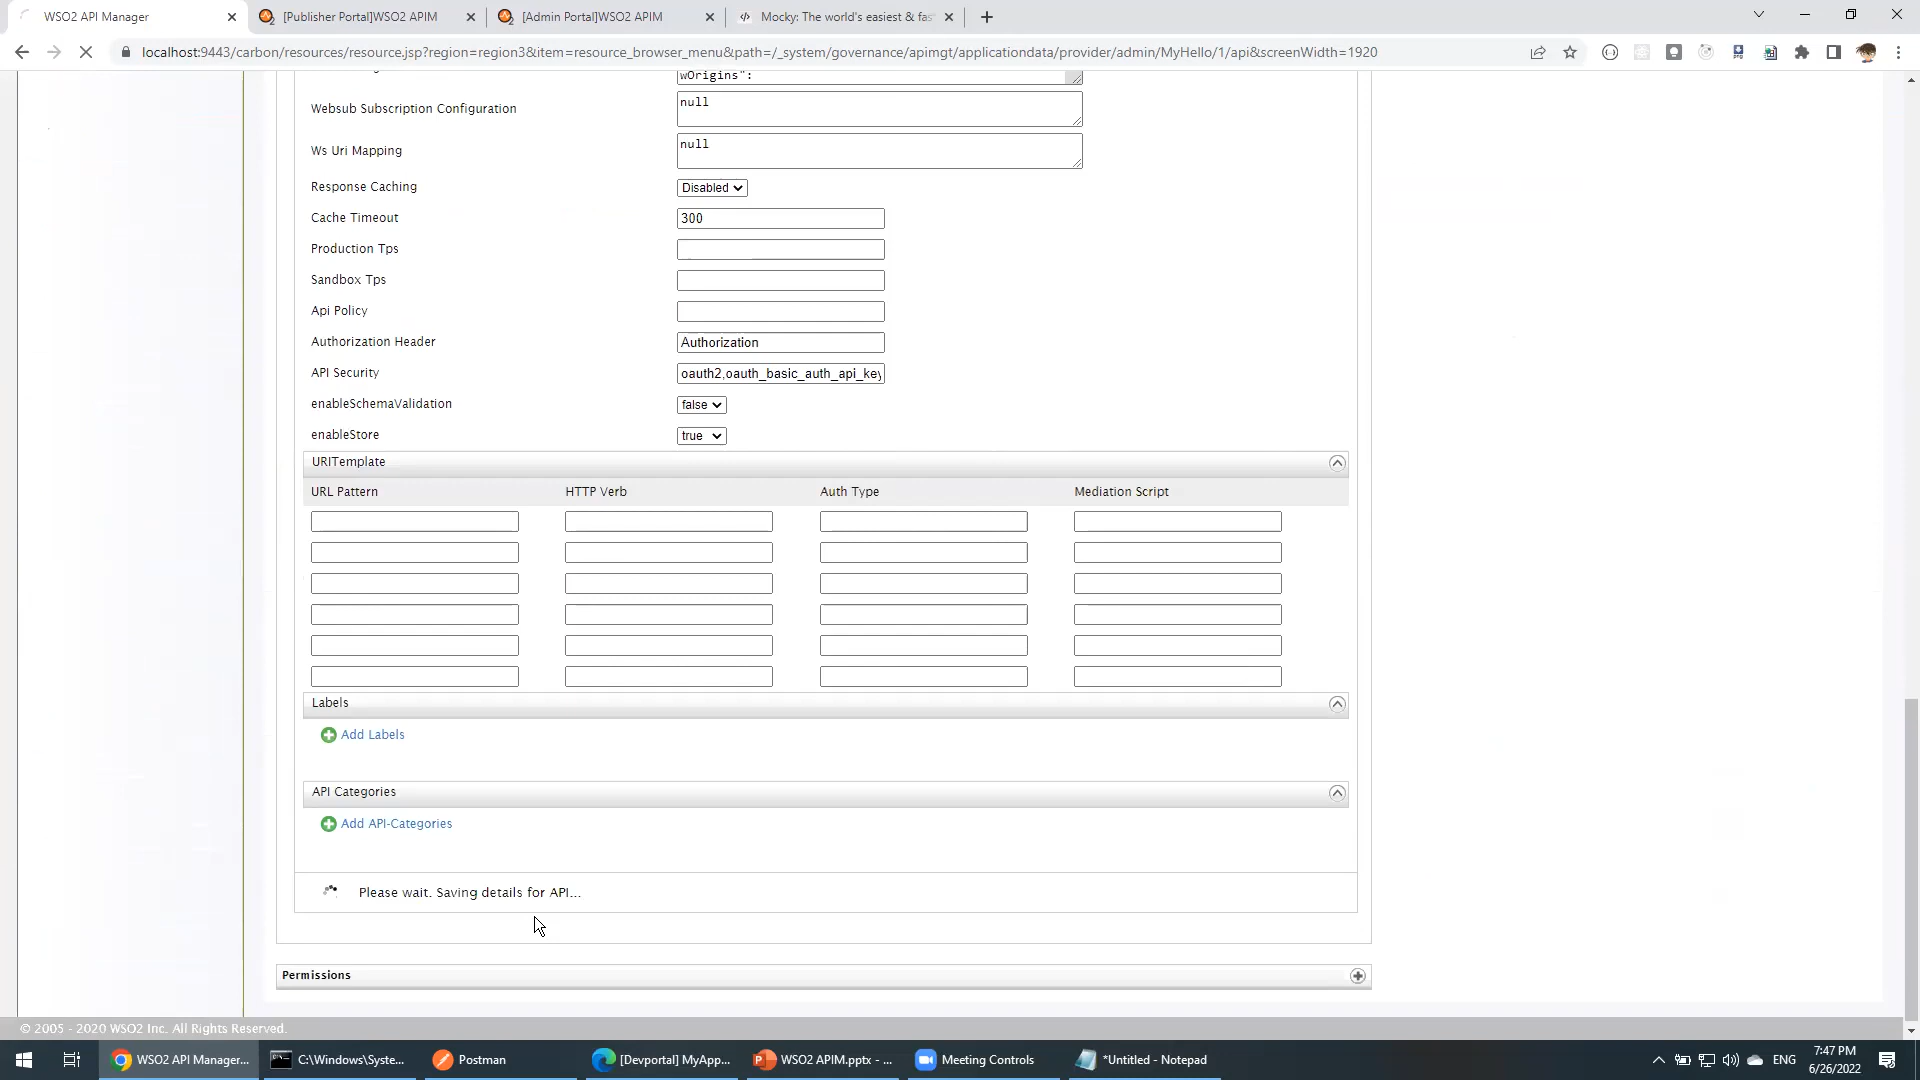 WSO2 API Manager
[Publisher Portal]WSO2 APIM
[Admin Portal]WSO2 APIM
Mocky: The world's easiest & fas
localhost:9443/carbon/resources/resource.jsp?region=region3&item=resource_browser_menu&path=/_system/governance/apimgt/applicationdata/provider/admin/MyHello/1/api&screenWidth=1920
wOrigins":
Websub Subscription Configuration
null
Ws Uri Mapping
null
Response Caching
Disabled
Cache Timeout
300
Production Tps
Sandbox Tps
Api Policy
Authorization Header
Authorization
API Security
oauth2,oauth_basic_auth_api_key
enableSchemaValidation
false
enableStore
true
URITemplate
URL Pattern HTTP Verb Auth Type Mediation Script
Labels
Add Labels
API Categories
Add API-Categories
Please wait. Saving details for API...
Permissions
© 2005 - 2020 WSO2 Inc. All Rights Reserved.
WSO2 API Manager...
C:\Windows\Syste...
Postman
[Devportal] MyApp...
WSO2 APIM.pptx - ...
Meeting Controls
*Untitled - Notepad
ENG
7:47 PM
6/26/2022